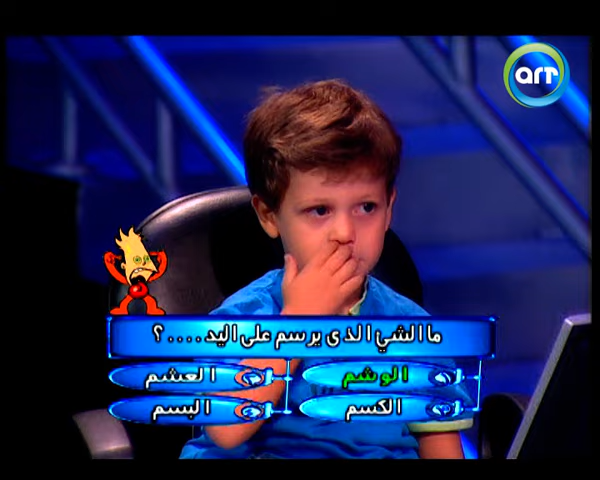 art
ما الشي الذي يرسم على اليد....؟
الوشم
العشم
الكسم
البسم